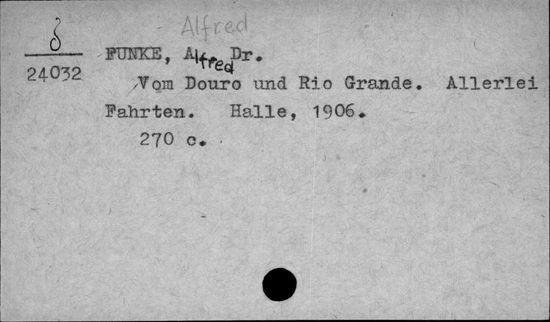 Alfred
FUNKE, Alfred Dr.
24032
Vom Douro und Rio Grande. Allerlei
Fahrten. Halle, 1906.
270 c.